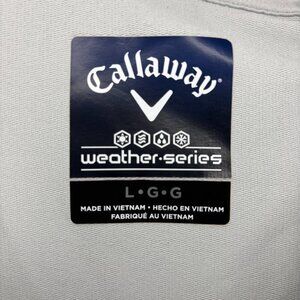 Callaway
weather·series
L•G•G
MADE IN VIETNAM • HECHO EN VIETNAM
FABRIQUÉ AU VIETNAM